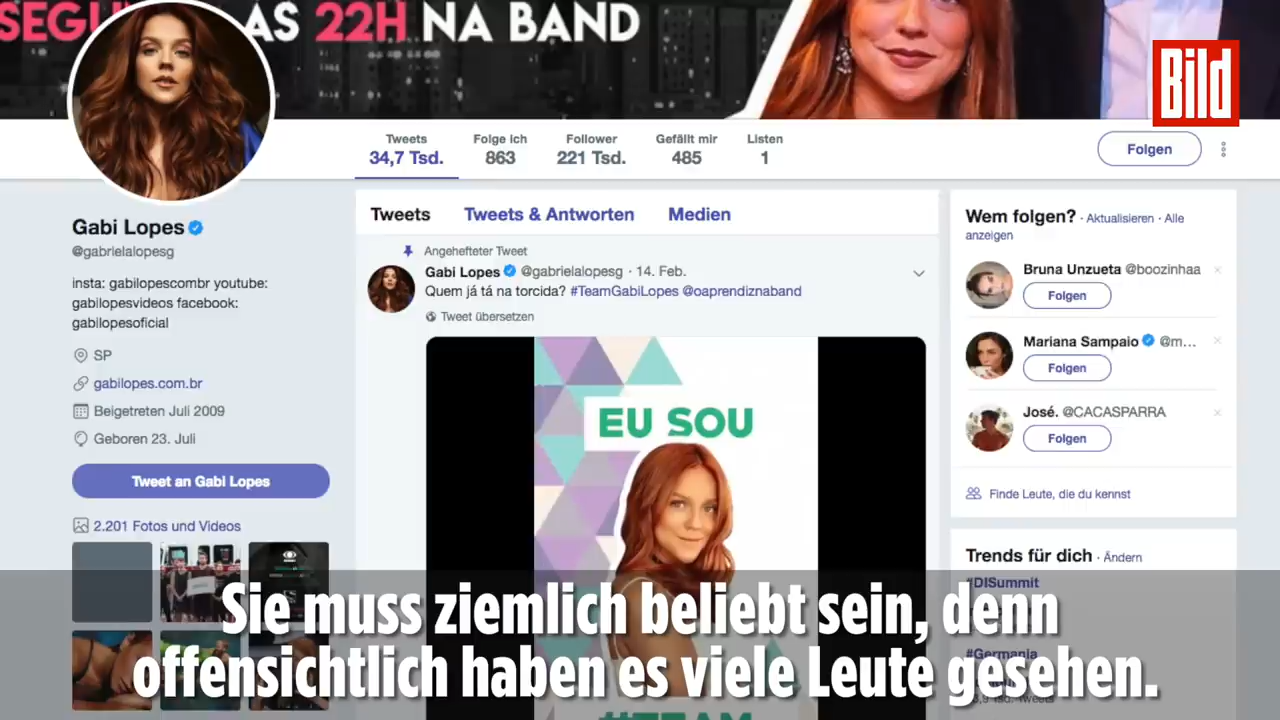 SEGU
AS 22H NA BAND
Bild
Tweets
34,7 Tsd.
Folge ich
863
Follower
221 Tsd.
Gefällt mir
485
Listen
1
Folgen
Gabi Lopes
@gabrielalopesg
insta: gabilopescombr youtube:
gabilopesvideos facebook:
gabilopesoficial
SP
gabilopes.com.br
Beigetreten Juli 2009
Geboren 23. Juli
Tweet an Gabi Lopes
2.201 Fotos und Videos
Tweets
Tweets & Antworten
Medien
Angehefteter Tweet
Gabi Lopes @gabrielalopesg · 14. Feb.
Quem já tá na torcida? #TeamGabiLopes @oaprendiznaband
Tweet übersetzen
EU SOU
#TEAM
Wem folgen? · Aktualisieren · Alle
anzeigen
Bruna Unzueta @boozinhaa
Folgen
Mariana Sampaio @m...
Folgen
José. @CACASPARRA
Folgen
Finde Leute, die du kennst
Trends für dich · Ändern
#DISummit
#Germania
Sie muss ziemlich beliebt sein, denn
offensichtlich haben es viele Leute gesehen.